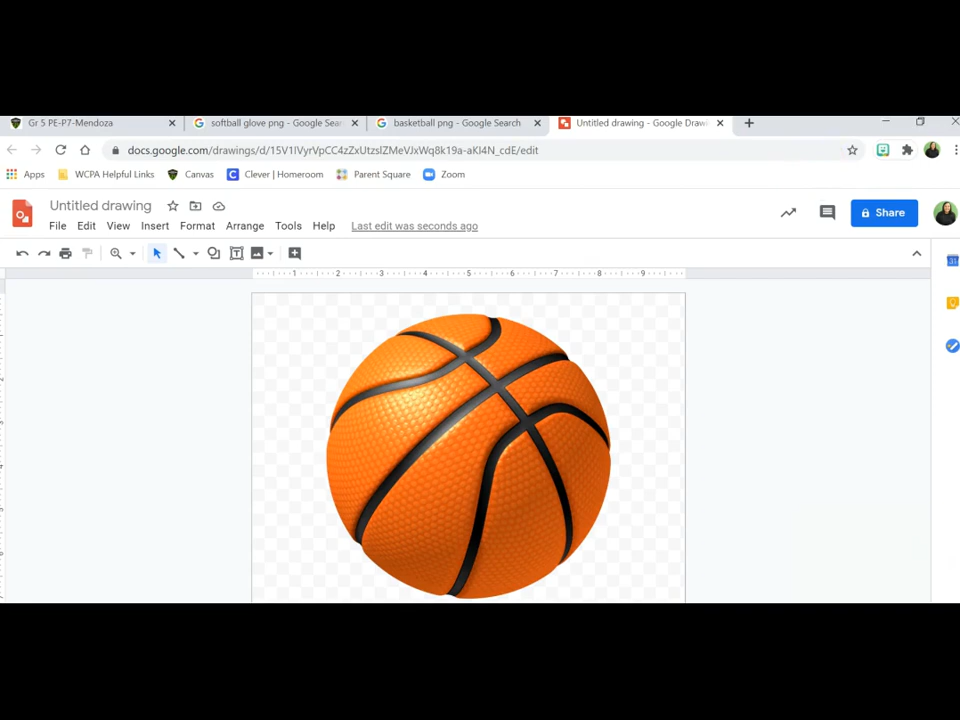 Gr 5 PE-P7-Mendoza
softball glove png - Google Sear
basketball png - Google Search
Untitled drawing - Google Draw
docs.google.com/drawings/d/15V1IVyrVpCC4zZxUtzslZMeVJxWq8k19a-aKI4N_cdE/edit
Apps WCPA Helpful Links Canvas Clever | Homeroom Parent Square Zoom
Untitled drawing
File Edit View Insert Format Arrange Tools Help Last edit was seconds ago
Share
1 2 3 4 5 6 7 8 9
31